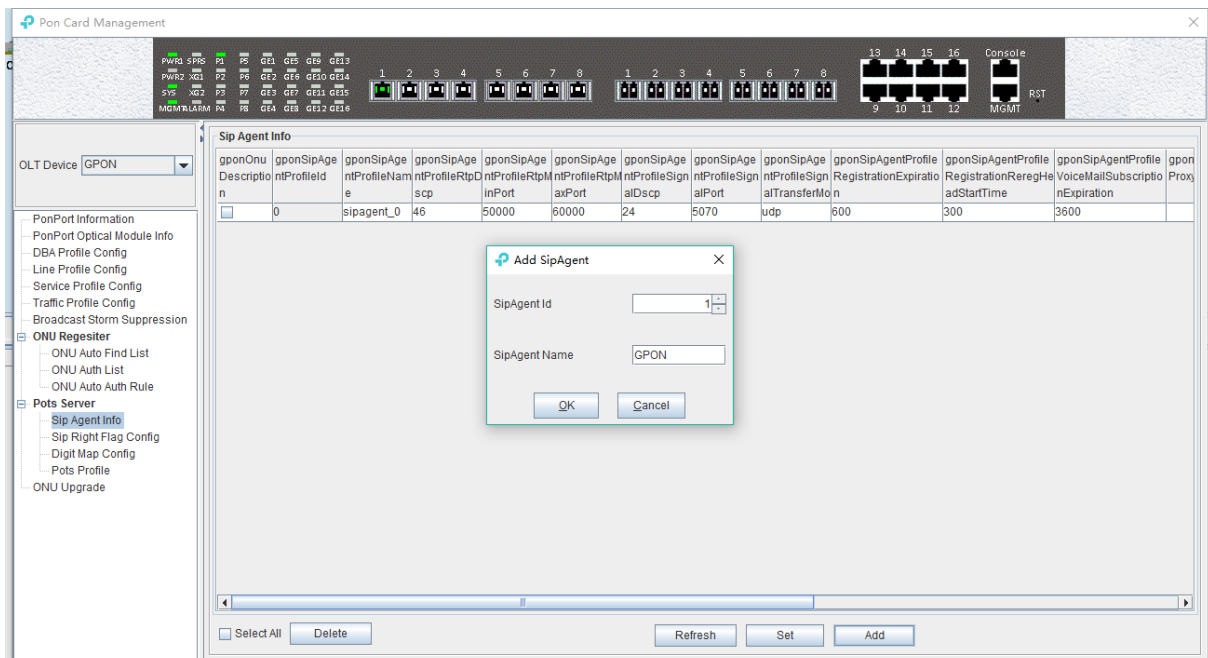 Pon Card Management
PWR1 SPRS P1 P5 GE1 GE5 GE9 GE13
PWR2 XG1 P2 P6 GE2 GE6 GE10 GE14
SYS XG2 P3 P7 GE3 GE7 GE11 GE15
MGMT ALARM P4 P8 GE4 GE8 GE12 GE16
1 2 3 4 5 6 7 8
1 2 3 4 5 6 7 8
13 14 15 16
9 10 11 12
Console
MGMT
RST
OLT Device GPON
PonPort Information
PonPort Optical Module Info
DBA Profile Config
Line Profile Config
Service Profile Config
Traffic Profile Config
Broadcast Storm Suppression
ONU Regesiter
ONU Auto Find List
ONU Auth List
ONU Auto Auth Rule
Pots Server
Sip Agent Info
Sip Right Flag Config
Digit Map Config
Pots Profile
ONU Upgrade
Sip Agent Info
gponOnu gponSipAge gponSipAge gponSipAge gponSipAge gponSipAge gponSipAge gponSipAge gponSipAge gponSipAgentProfile gponSipAgentProfile gponSipAgentProfile gpon
Descriptio ntProfileId ntProfileNam ntProfileRtpD ntProfileRtpM ntProfileRtpM ntProfileSign ntProfileSign ntProfileSign RegistrationExpiratio RegistrationReregHe VoiceMailSubscriptio Proxy
n e scp inPort axPort alDscp alPort alTransferMo n adStartTime nExpiration
0 sipagent_0 46 50000 60000 24 5070 udp 600 300 3600
Add SipAgent
SipAgent Id 1
SipAgent Name GPON
OK Cancel
Select All Delete Refresh Set Add